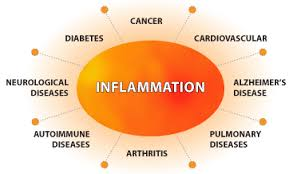 CANCER
DIABETES
CARDIOVASCULAR
NEUROLOGICAL
DISEASES
INFLAMMATION
ALZHEIMER'S
DISEASE
AUTOIMMUNE
DISEASES
ARTHRITIS
PULMONARY
DISEASES